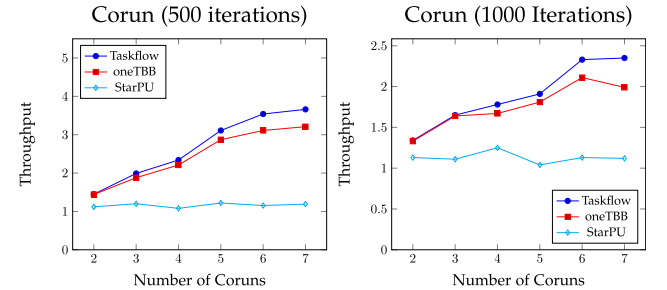 Corun (500 iterations)
5
4
3
2
1
0
Throughput
Taskflow
oneTBB
StarPU
2 3 4 5 6 7
Number of Coruns
Corun (1000 Iterations)
2.5
2
1.5
1
0.5
0
Throughput
Taskflow
oneTBB
StarPU
2 3 4 5 6 7
Number of Coruns